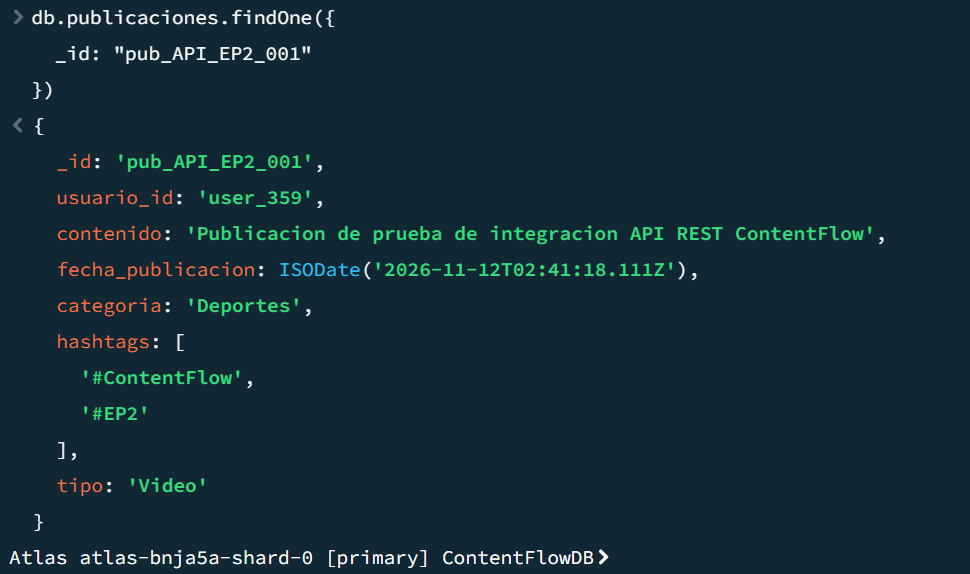 > db.publicaciones.findOne({
_id: "pub_API_EP2_001"
})
< {
_id: 'pub_API_EP2_001',
usuario_id: 'user_359',
contenido: 'Publicacion de prueba de integracion API REST ContentFlow',
fecha_publicacion: ISODate('2026-11-12T02:41:18.111Z'),
categoria: 'Deportes',
hashtags: [
'#ContentFlow',
'#EP2'
],
tipo: 'Video'
}
Atlas atlas-bnja5a-shard-0 [primary] ContentFlowDB>